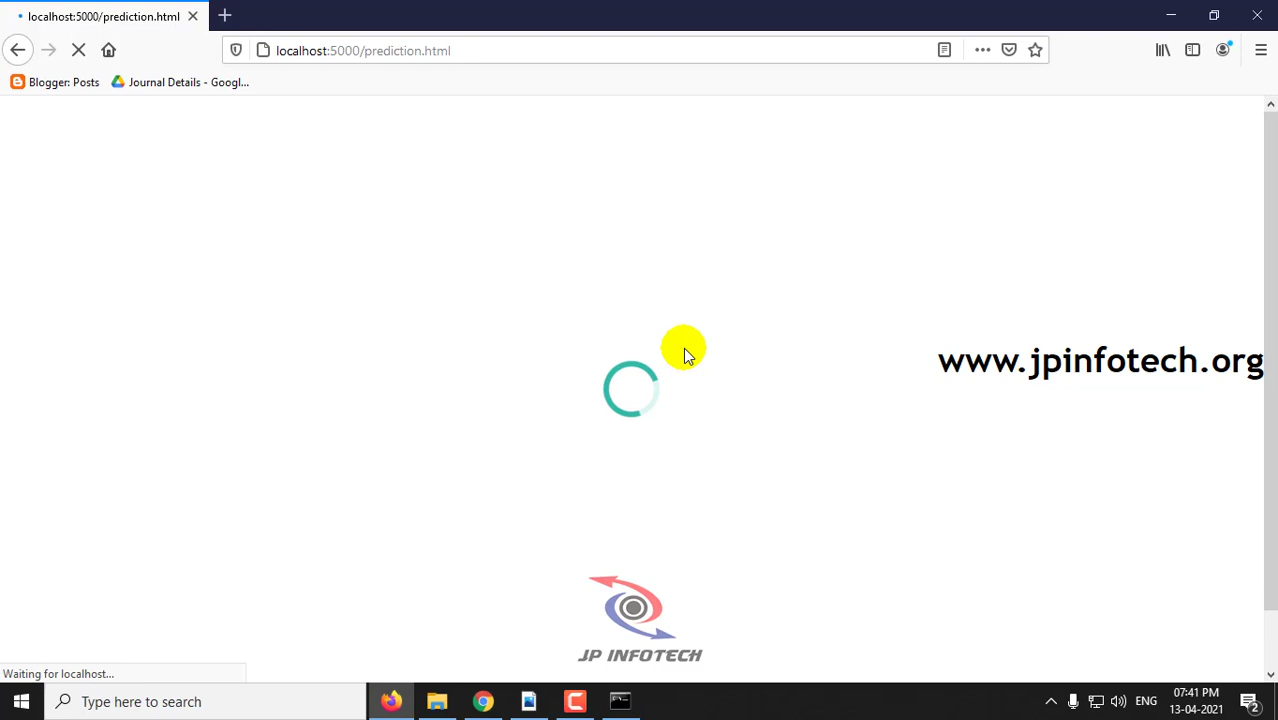 localhost:5000/prediction.html
localhost:5000/prediction.html
Blogger: Posts
Journal Details - Googl...
www.jpinfotech.org
JP INFOTECH
Waiting for localhost...
Type here to search
ENG
07:41 PM
13-04-2021
2